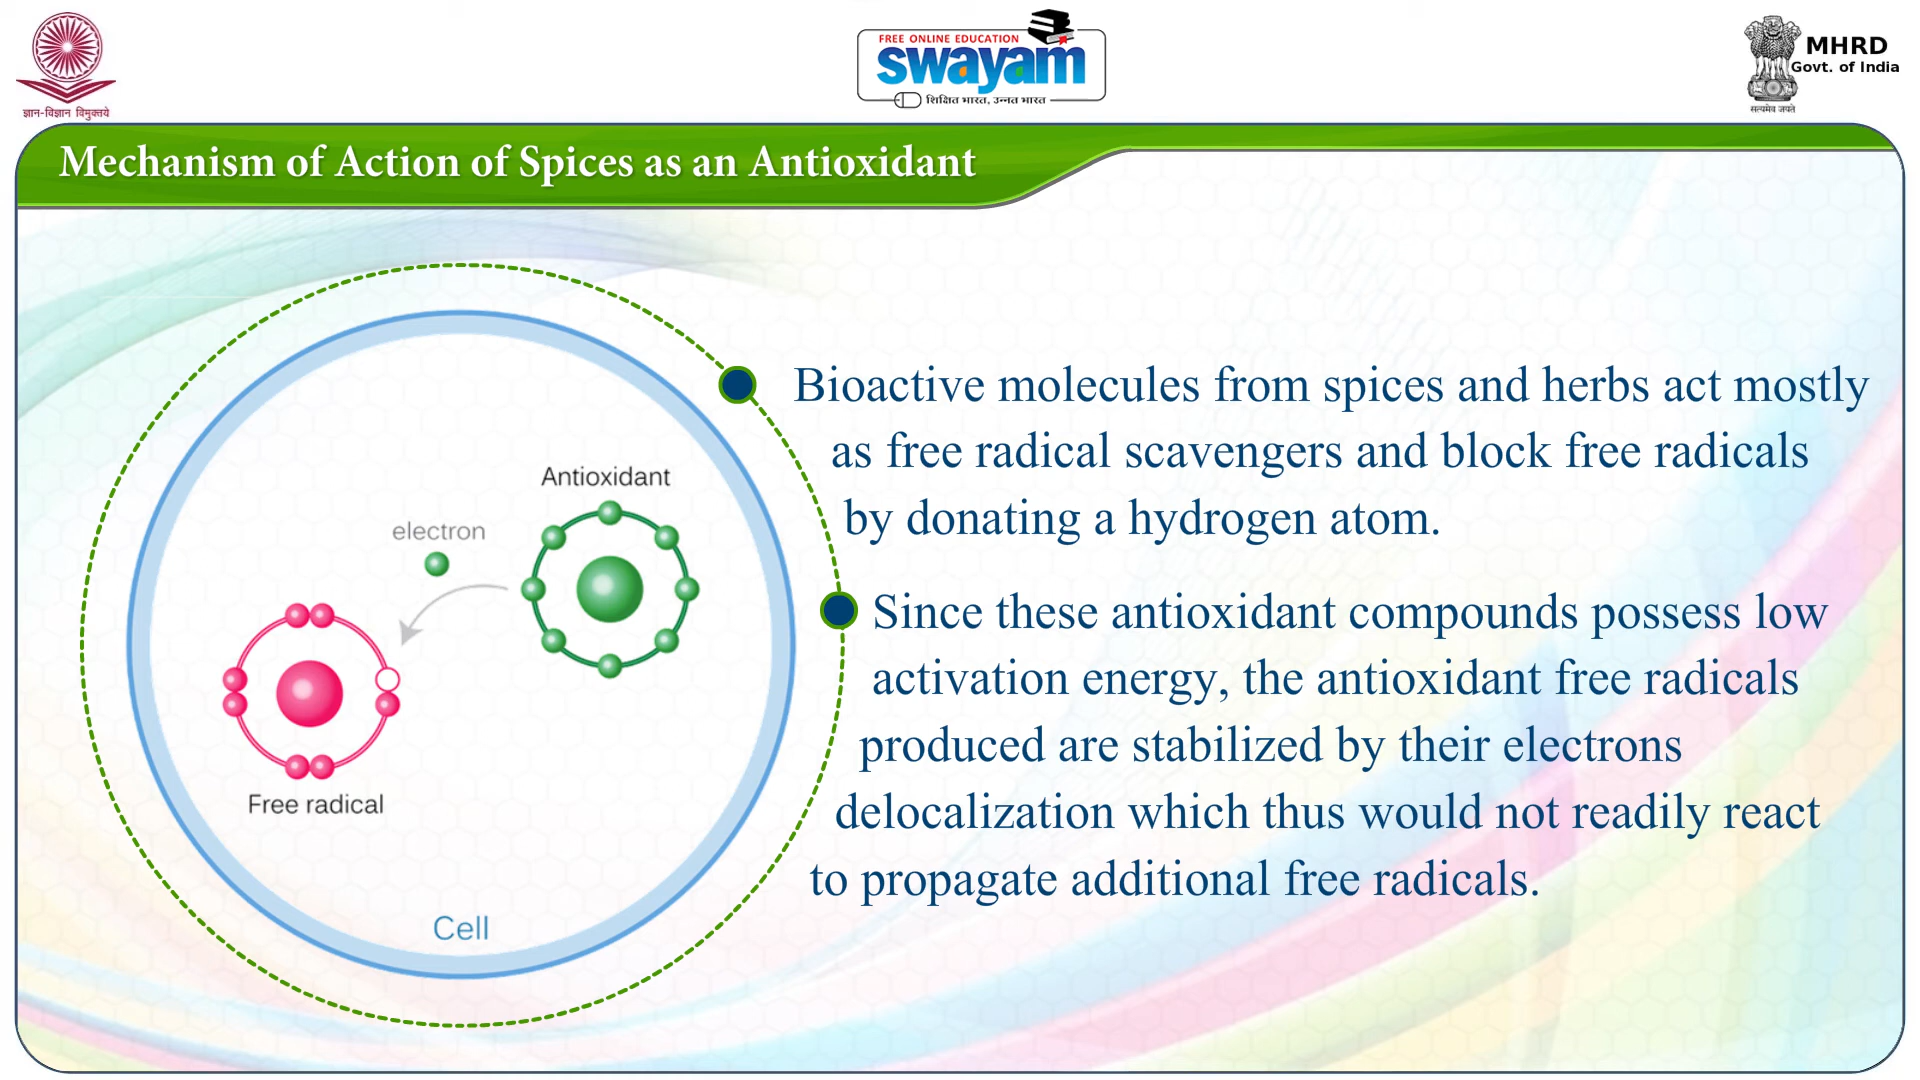 ज्ञान-विज्ञान विमुक्तये
FREE ONLINE EDUCATION
swayam
शिक्षित भारत, उन्नत भारत
MHRD
Govt. of India
सत्यमेव जयते
Mechanism of Action of Spices as an Antioxidant
Antioxidant
electron
Free radical
Cell
Bioactive molecules from spices and herbs act mostly
as free radical scavengers and block free radicals
by donating a hydrogen atom.
Since these antioxidant compounds possess low
activation energy, the antioxidant free radicals
produced are stabilized by their electrons
delocalization which thus would not readily react
to propagate additional free radicals.